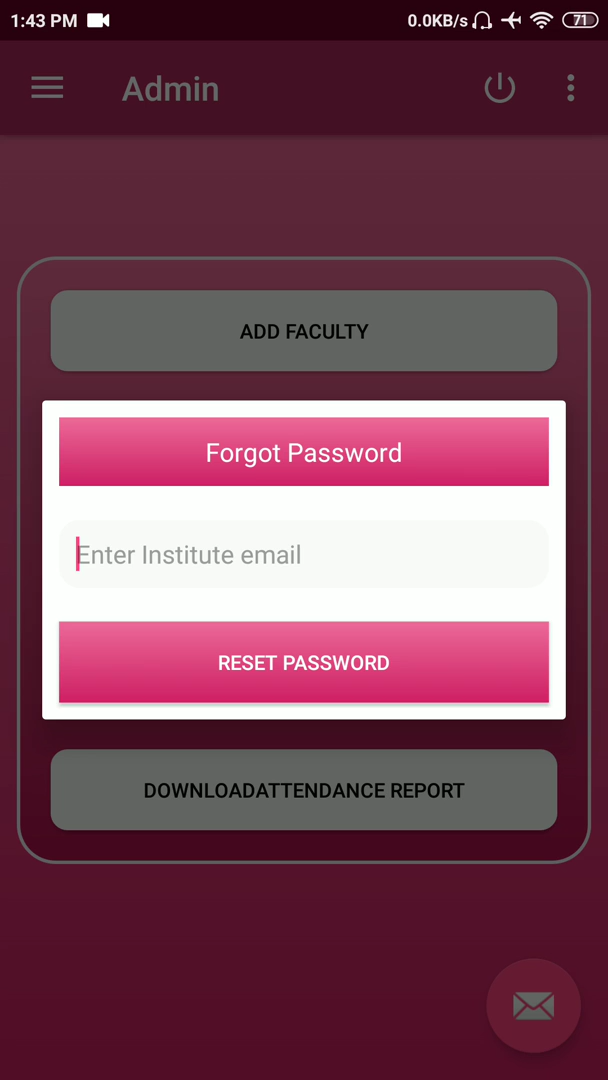 1:43 PM 0.0KB/s 71
Admin
ADD FACULTY
Forgot Password
Enter Institute email
RESET PASSWORD
DOWNLOADATTENDANCE REPORT